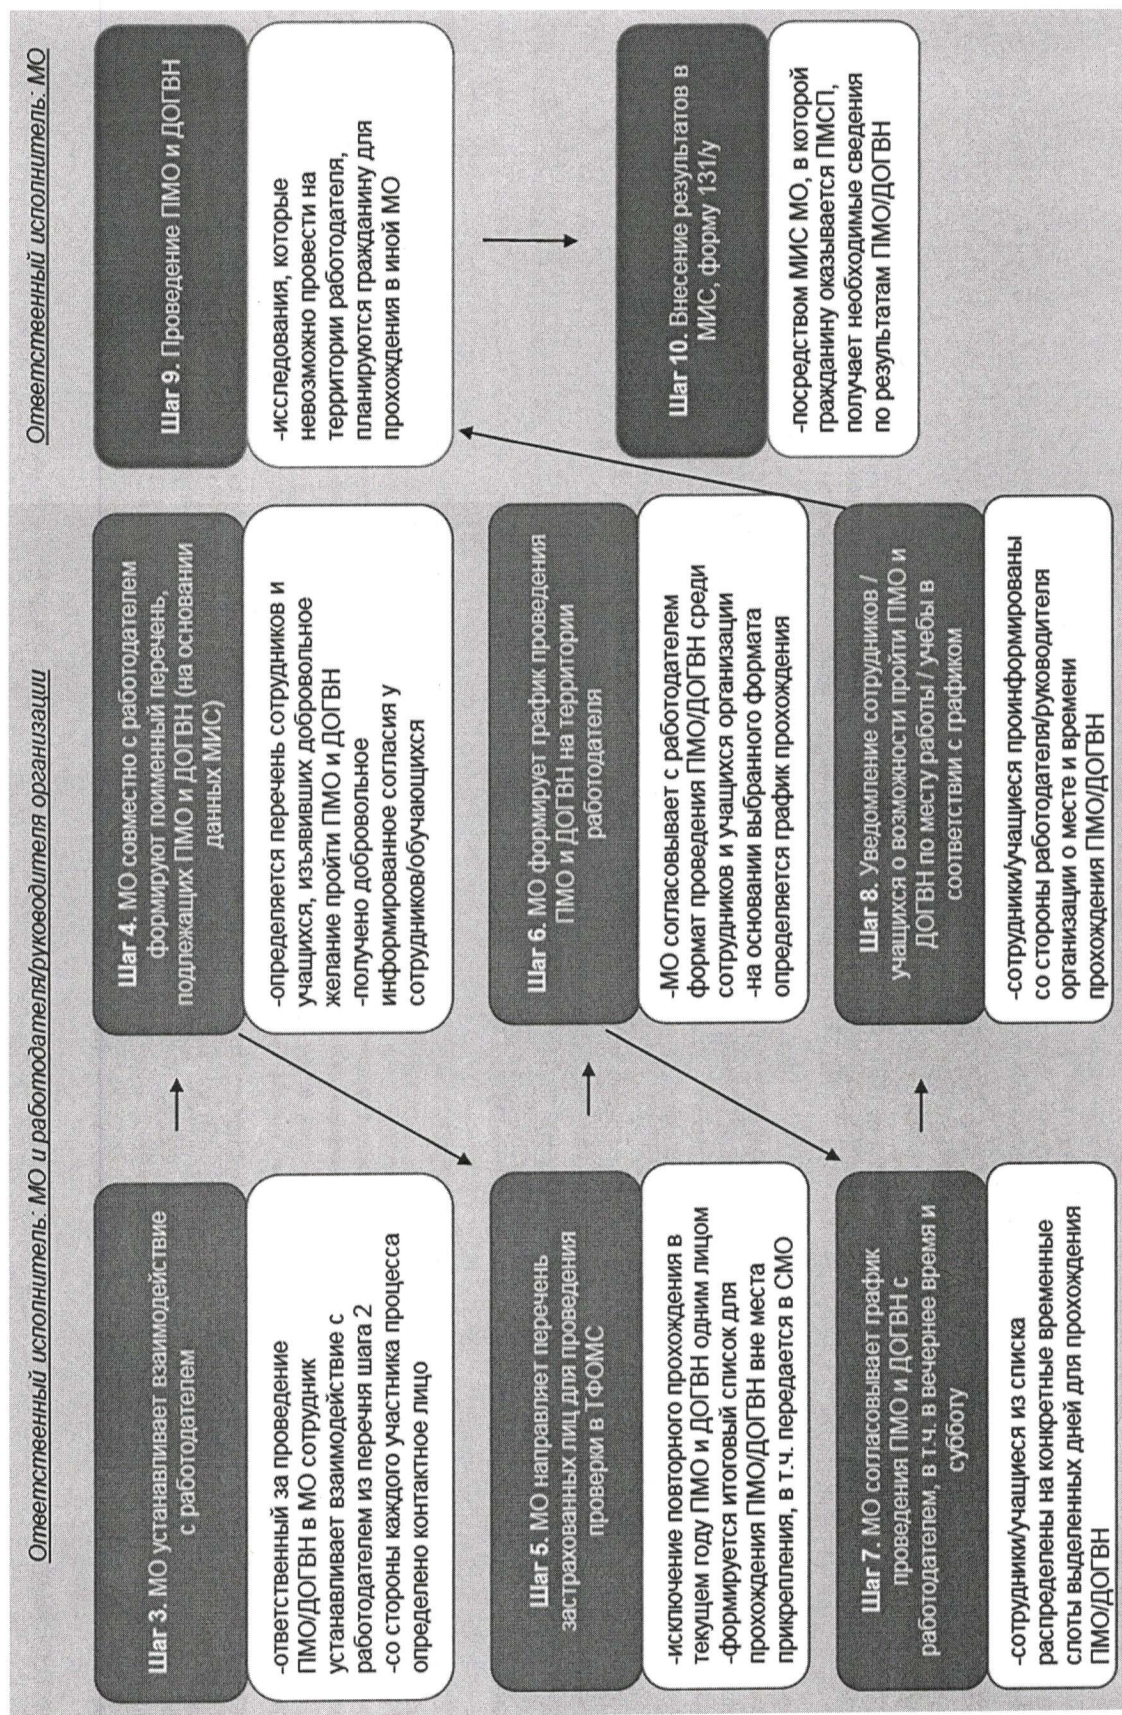 Ответственный исполнитель: МО и работодателя/руководителя организации
Ответственный исполнитель: МО
Шаг 3. МО устанавливает взаимодействие
с работодателем
-ответственный за проведение
ПМО/ДОГВН в МО сотрудник
устанавливает взаимодействие с
работодателем из перечня шага 2
-со стороны каждого участника процесса
определено контактное лицо
Шаг 4. МО совместно с работодателем
формируют поименный перечень,
подлежащих ПМО и ДОГВН (на основании
данных МИС)
-определяется перечень сотрудников и
учащихся, изъявивших добровольное
желание пройти ПМО и ДОГВН
-получено добровольное
информированное согласия у
сотрудников/обучающихся
Шаг 5. МО направляет перечень
застрахованных лиц для проведения
проверки в ТФОМС
-исключение повторного прохождения в
текущем году ПМО и ДОГВН одним лицом
-формируется итоговый список для
прохождения ПМО/ДОГВН вне места
прикрепления, в т.ч. передается в СМО
Шаг 6. МО формирует график проведения
ПМО и ДОГВН на территории
работодателя
-МО согласовывает с работодателем
формат проведения ПМО/ДОГВН среди
сотрудников и учащихся организации
-на основании выбранного формата
определяется график прохождения
Шаг 7. МО согласовывает график
проведения ПМО и ДОГВН с
работодателем, в т.ч. в вечернее время и
субботу
-сотрудники/учащиеся из списка
распределены на конкретные временные
слоты выделенных дней для прохождения
ПМО/ДОГВН
Шаг 8. Уведомление сотрудников /
учащихся о возможности пройти ПМО и
ДОГВН по месту работы / учебы в
соответствии с графиком
-сотрудники/учащиеся проинформированы
со стороны работодателя/руководителя
организации о месте и времени
прохождения ПМО/ДОГВН
Шаг 9. Проведение ПМО и ДОГВН
-исследования, которые
невозможно провести на
территории работодателя,
планируются гражданину для
прохождения в иной МО
Шаг 10. Внесение результатов в
МИС, форму 131/у
-посредством МИС МО, в которой
гражданину оказывается ПМСП,
получает необходимые сведения
по результатам ПМО/ДОГВН